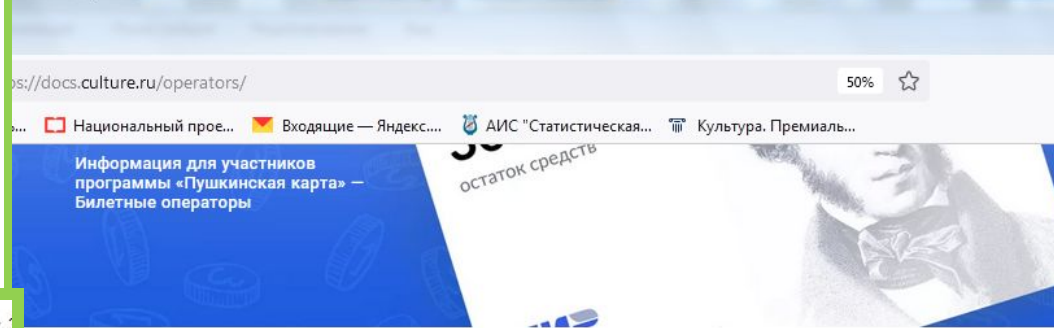 ps://docs.culture.ru/operators/ 50%
... Национальный прое... Входящие — Яндекс.... АИС "Статистическая... Культура. Премиаль...
остаток средств
Информация для участников
программы «Пушкинская карта» —
Билетные операторы